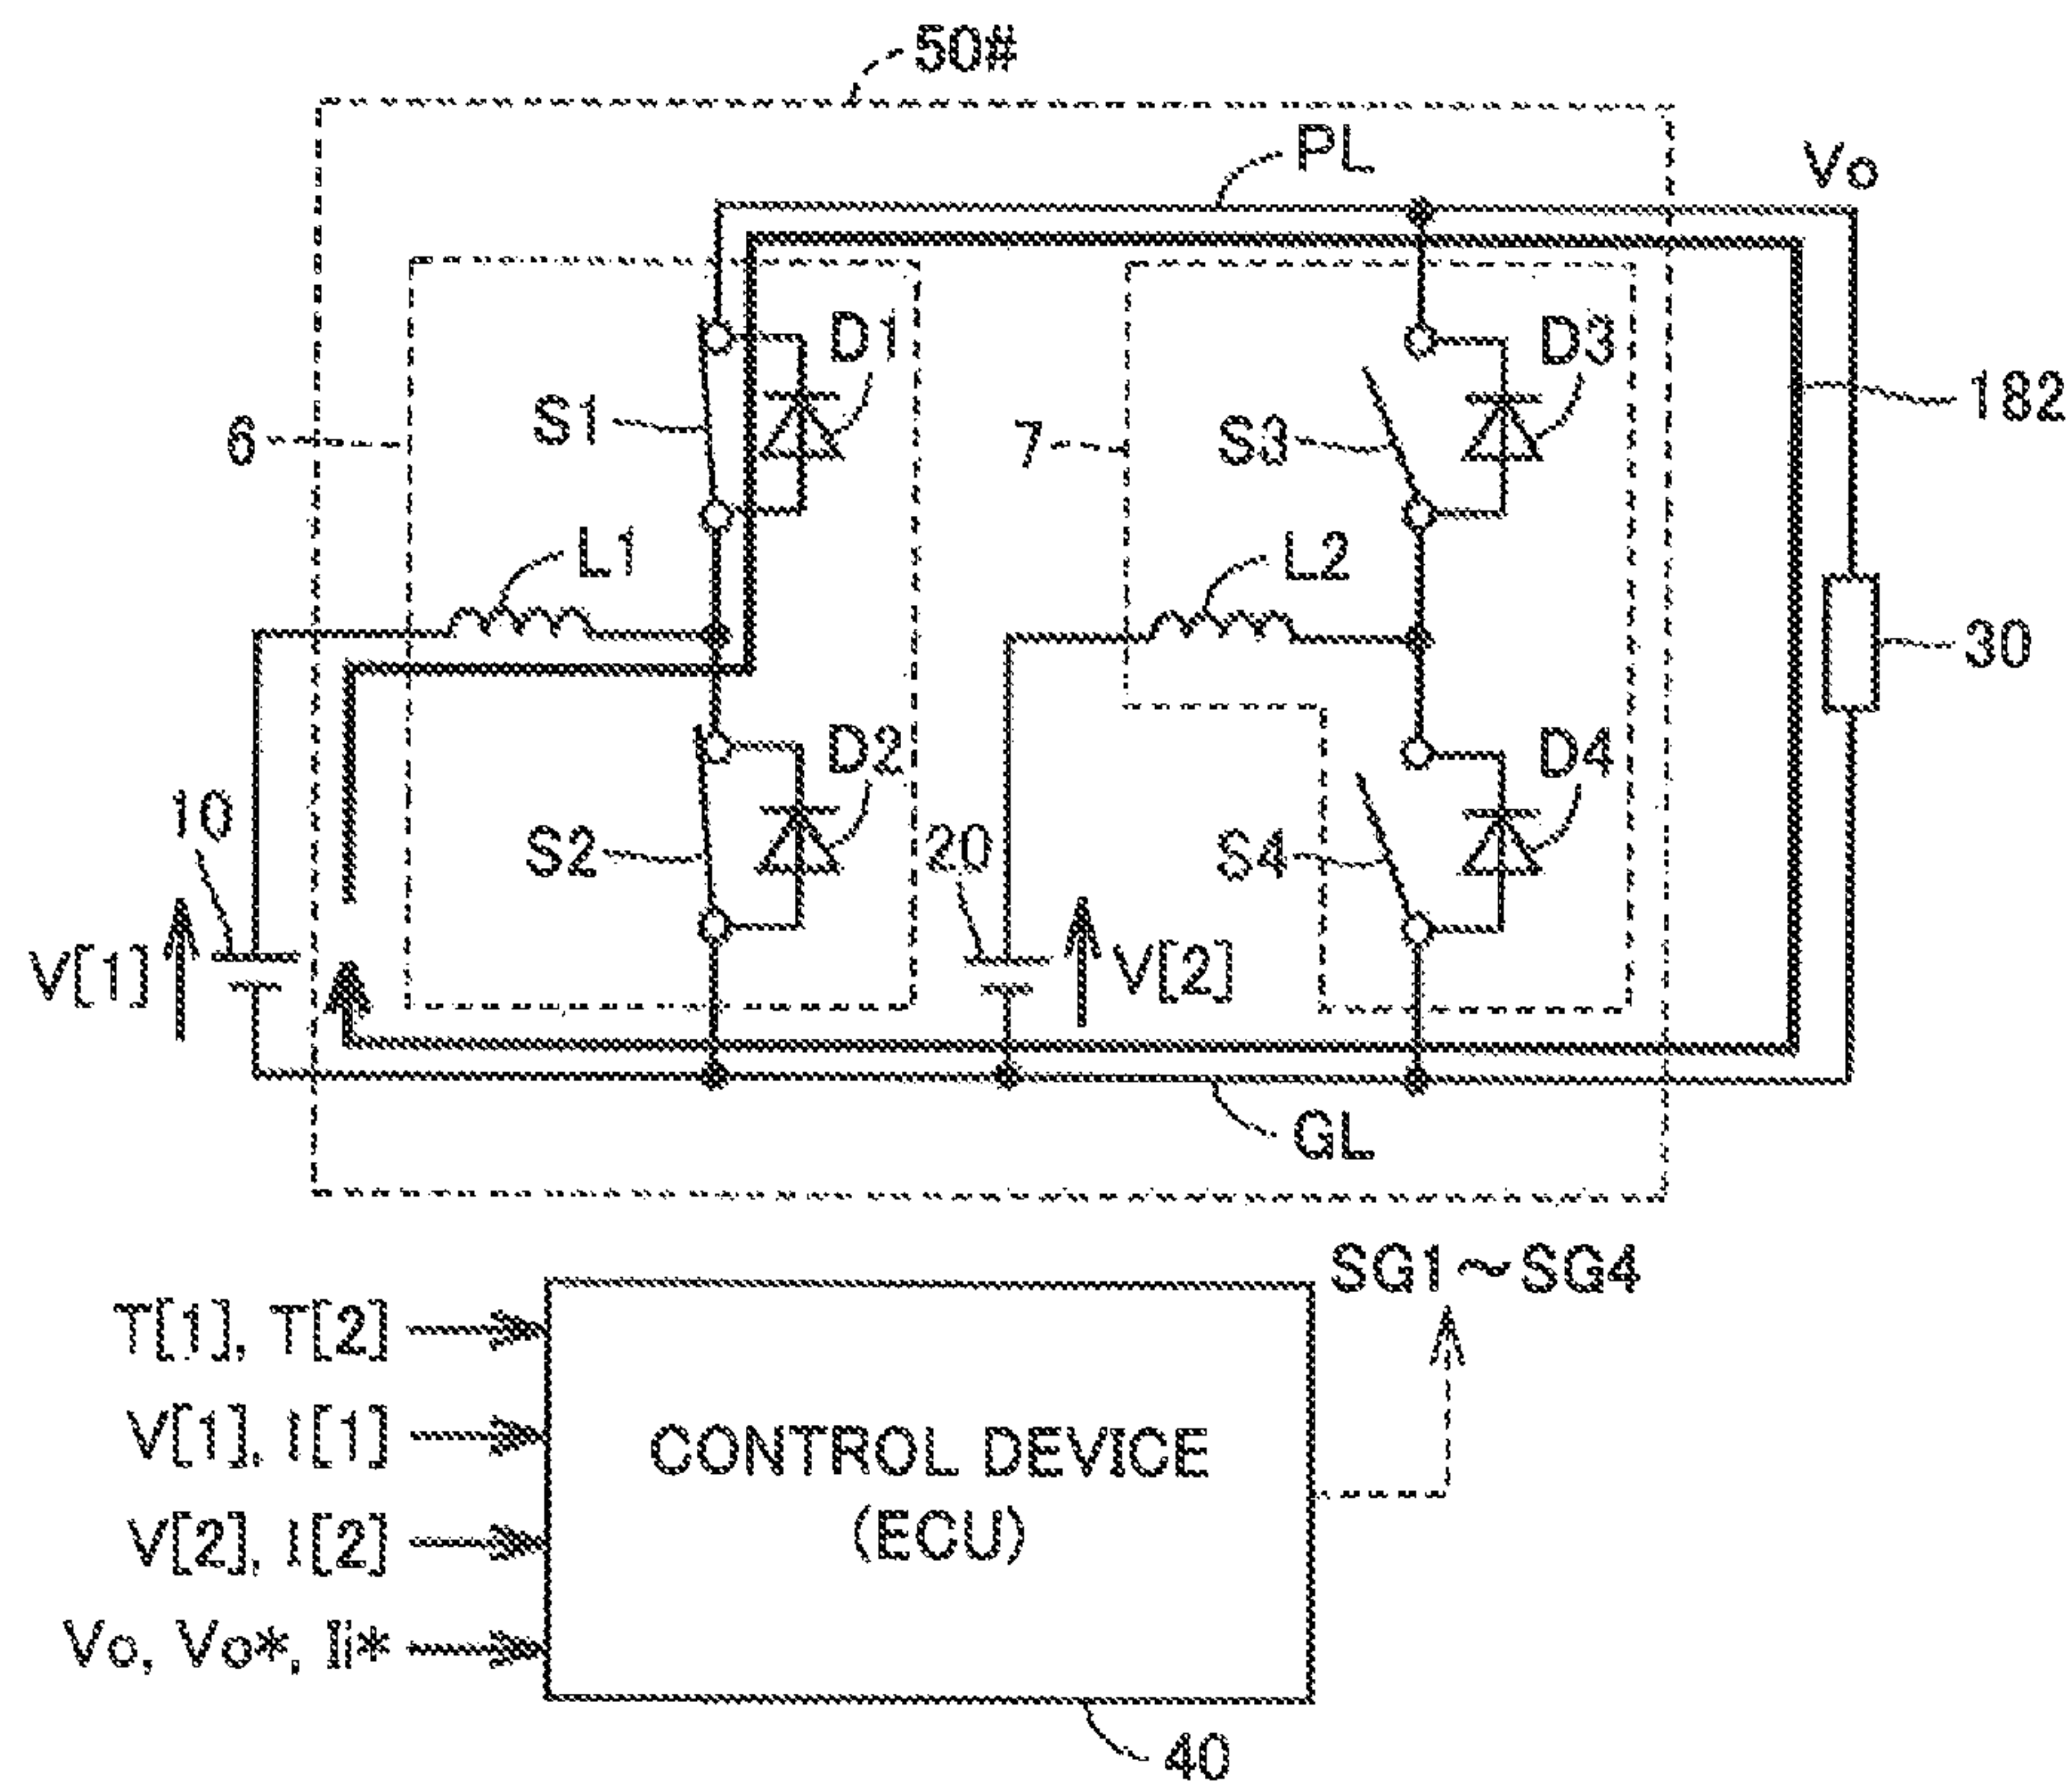 50#
PL
Vo
D1
D3
182
S1
S3
6
7
L1
L2
30
D2
D4
10
S2
20
S4
V[1]
V[2]
GL
SG1~SG4
T[1], T[2]
V[1], I[1]
V[2], I[2]
Vo, Vo*, Ii*
CONTROL DEVICE
(ECU)
40